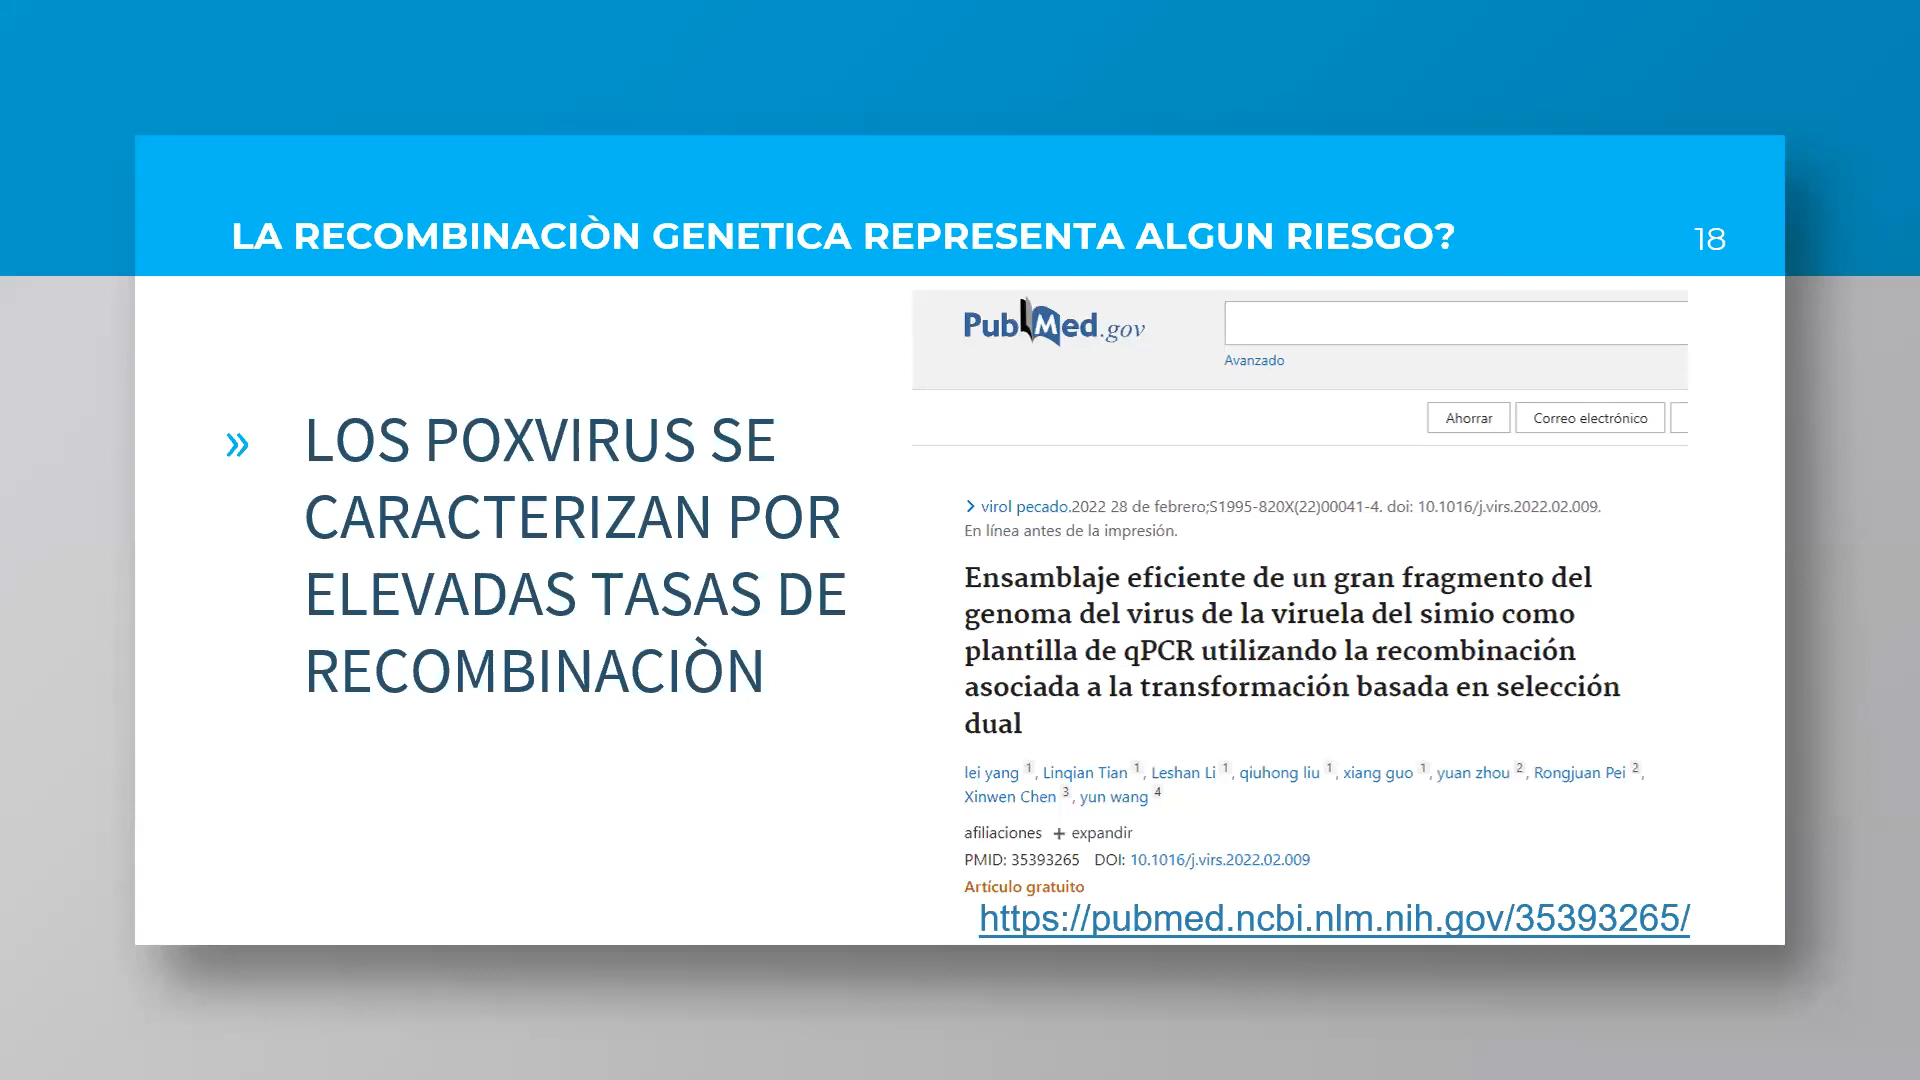 LA RECOMBINACIÒN GENETICA REPRESENTA ALGUN RIESGO?
18
» LOS POXVIRUS SE
CARACTERIZAN POR
ELEVADAS TASAS DE
RECOMBINACIÒN
PubMed.gov
Avanzado
Ahorrar
Correo electrónico
virol pecado.2022 28 de febrero;S1995-820X(22)00041-4. doi: 10.1016/j.virs.2022.02.009.
En línea antes de la impresión.
Ensamblaje eficiente de un gran fragmento del
genoma del virus de la viruela del simio como
plantilla de qPCR utilizando la recombinación
asociada a la transformación basada en selección
dual
lei yang 1, Linqian Tian 1, Leshan Li 1, qiuhong liu 1, xiang guo 1, yuan zhou 2, Rongjuan Pei 2,
Xinwen Chen 3, yun wang 4
afiliaciones + expandir
PMID: 35393265 DOI: 10.1016/j.virs.2022.02.009
Artículo gratuito
https://pubmed.ncbi.nlm.nih.gov/35393265/